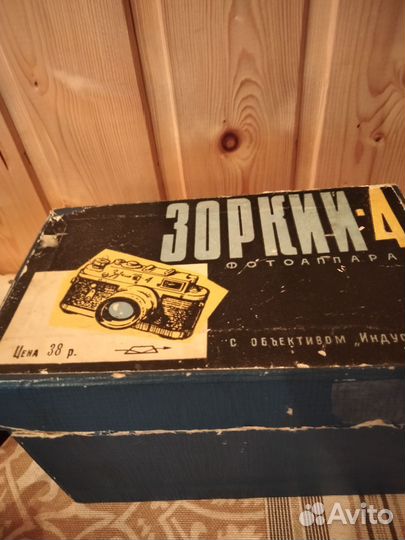 ЗОРКИЙ-4
ФОТОАППАРА
С ОБЪЕКТИВОМ „ИНДУС
ЦЕНА 38 р.
Avito